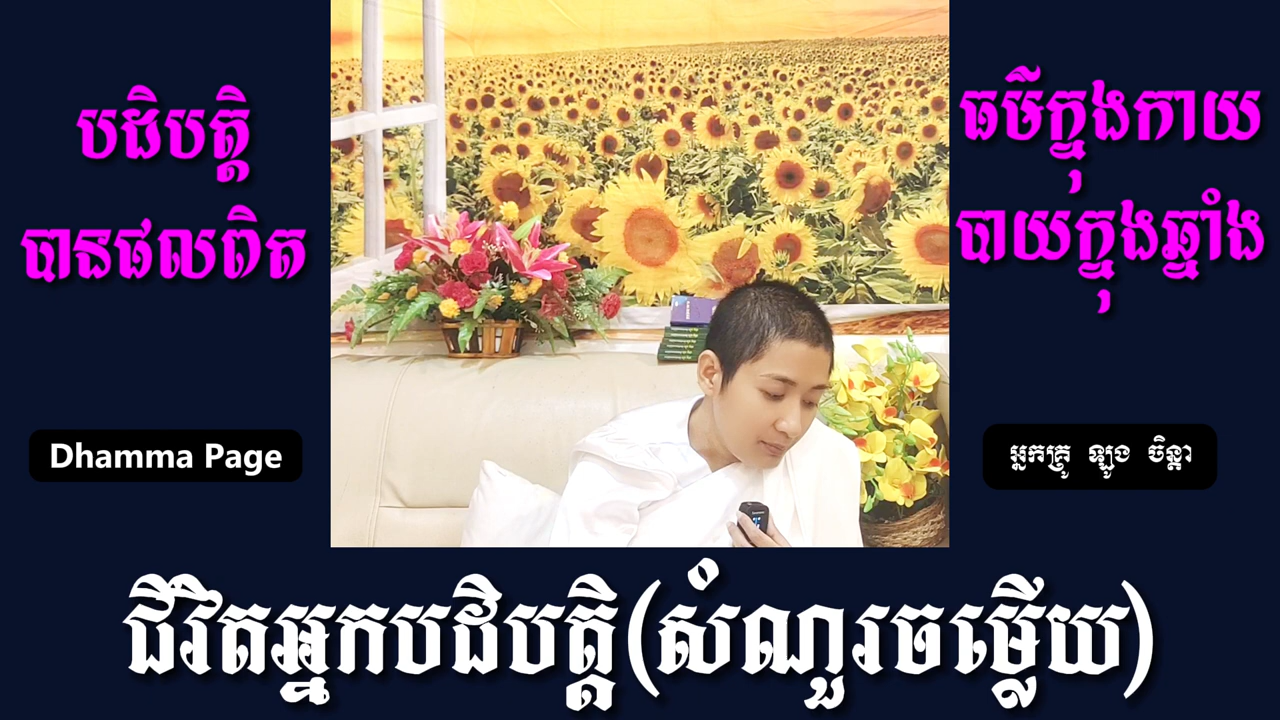 បដិបត្តិ
បានផលពិត
ធម៌ក្នុងកាយ
បាយក្នុងឆ្នាំង
Dhamma Page
អ្នកគ្រូ ឡុង ចិន្តា
ជីវិតអ្នកបដិបត្តិ(សំណួរចម្លើយ)